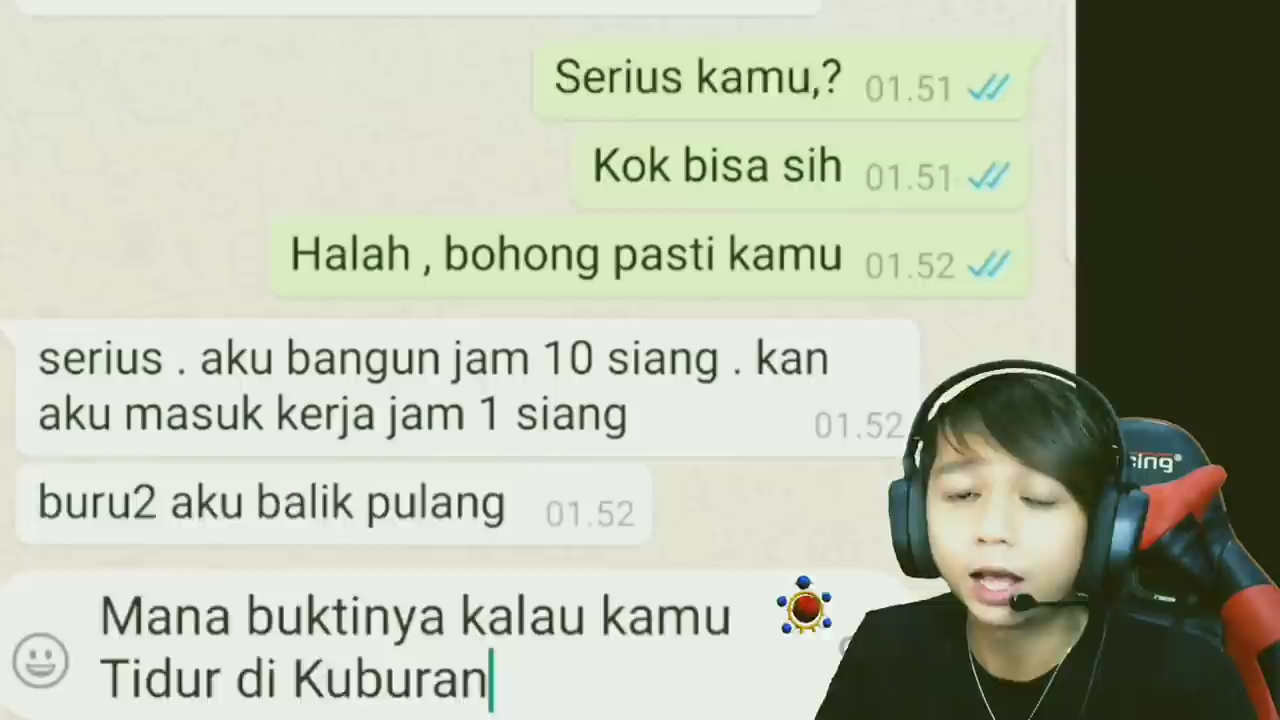 Serius kamu,? 01.51
Kok bisa sih 01.51
Halah , bohong pasti kamu 01.52
serius . aku bangun jam 10 siang . kan
aku masuk kerja jam 1 siang 01.52
buru2 aku balik pulang 01.52
Mana buktinya kalau kamu
Tidur di Kuburan